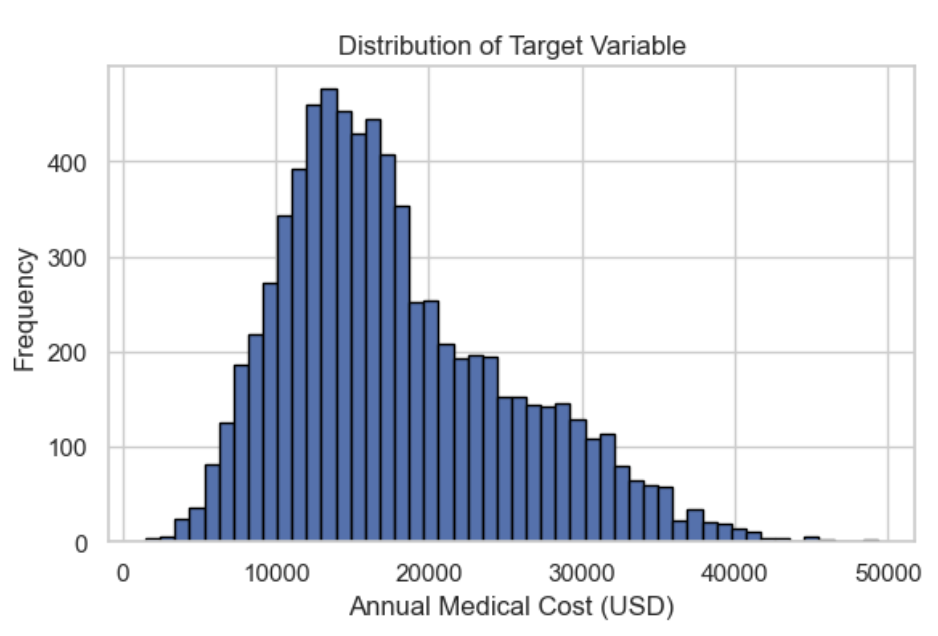 Distribution of Target Variable
Frequency
400
300
200
100
0
0 10000 20000 30000 40000 50000
Annual Medical Cost (USD)